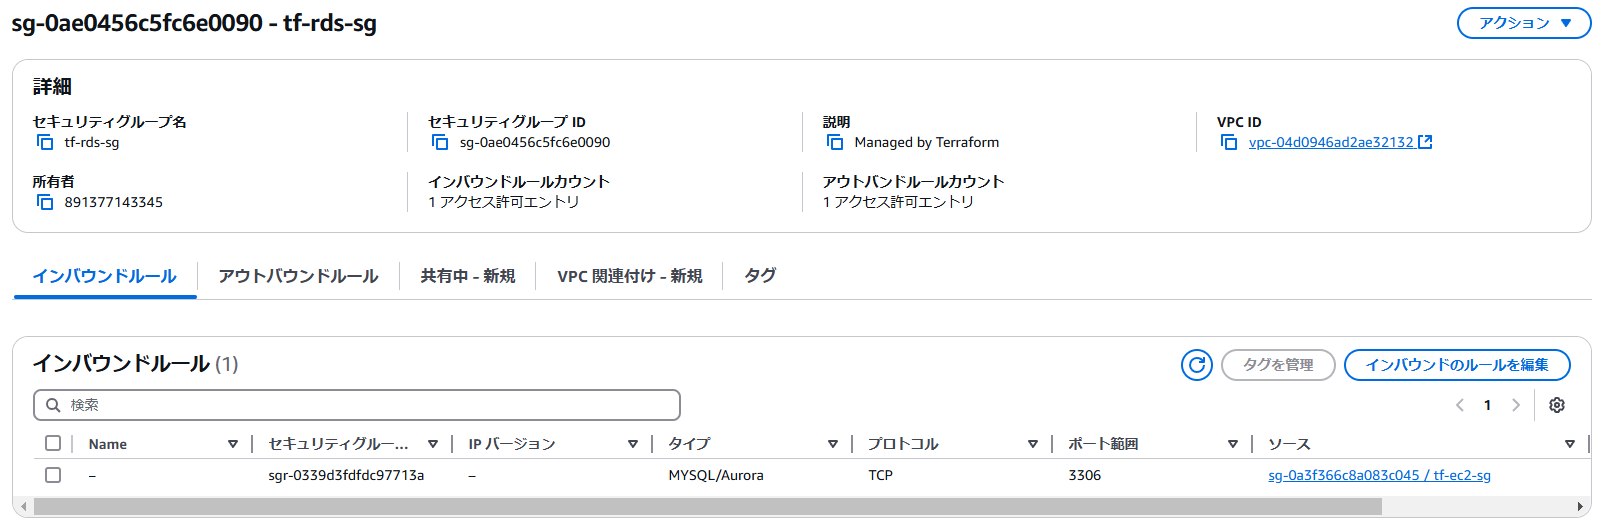 sg-0ae0456c5fc6e0090 - tf-rds-sg
アクション
詳細
セキュリティグループ名
tf-rds-sg
セキュリティグループ ID
sg-0ae0456c5fc6e0090
説明
Managed by Terraform
VPC ID
vpc-04d0946ad2ae32132
所有者
891377143345
インバウンドルールカウント
1 アクセス許可エントリ
アウトバンドルールカウント
1 アクセス許可エントリ
インバウンドルール アウトバウンドルール 共有中 - 新規 VPC 関連付け - 新規 タグ
インバウンドルール (1)
タグを管理 インバウンドのルールを編集
検索
1
Name セキュリティグルー... IP バージョン タイプ プロトコル ポート範囲 ソース
– sgr-0339d3fdfdc97713a – MYSQL/Aurora TCP 3306 sg-0a3f366c8a083c045 / tf-ec2-sg